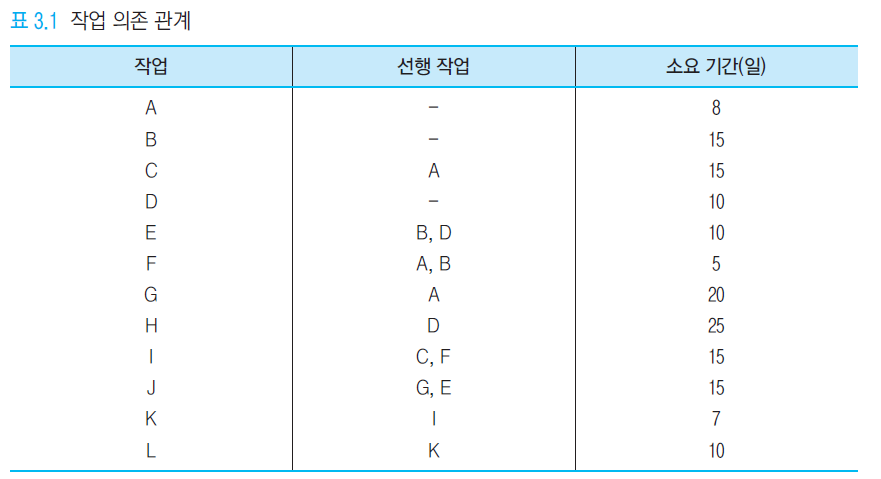 표 3.1 작업 의존 관계
작업 선행 작업 소요 기간(일)
A – 8
B – 15
C A 15
D – 10
E B, D 10
F A, B 5
G A 20
H D 25
I C, F 15
J G, E 15
K I 7
L K 10